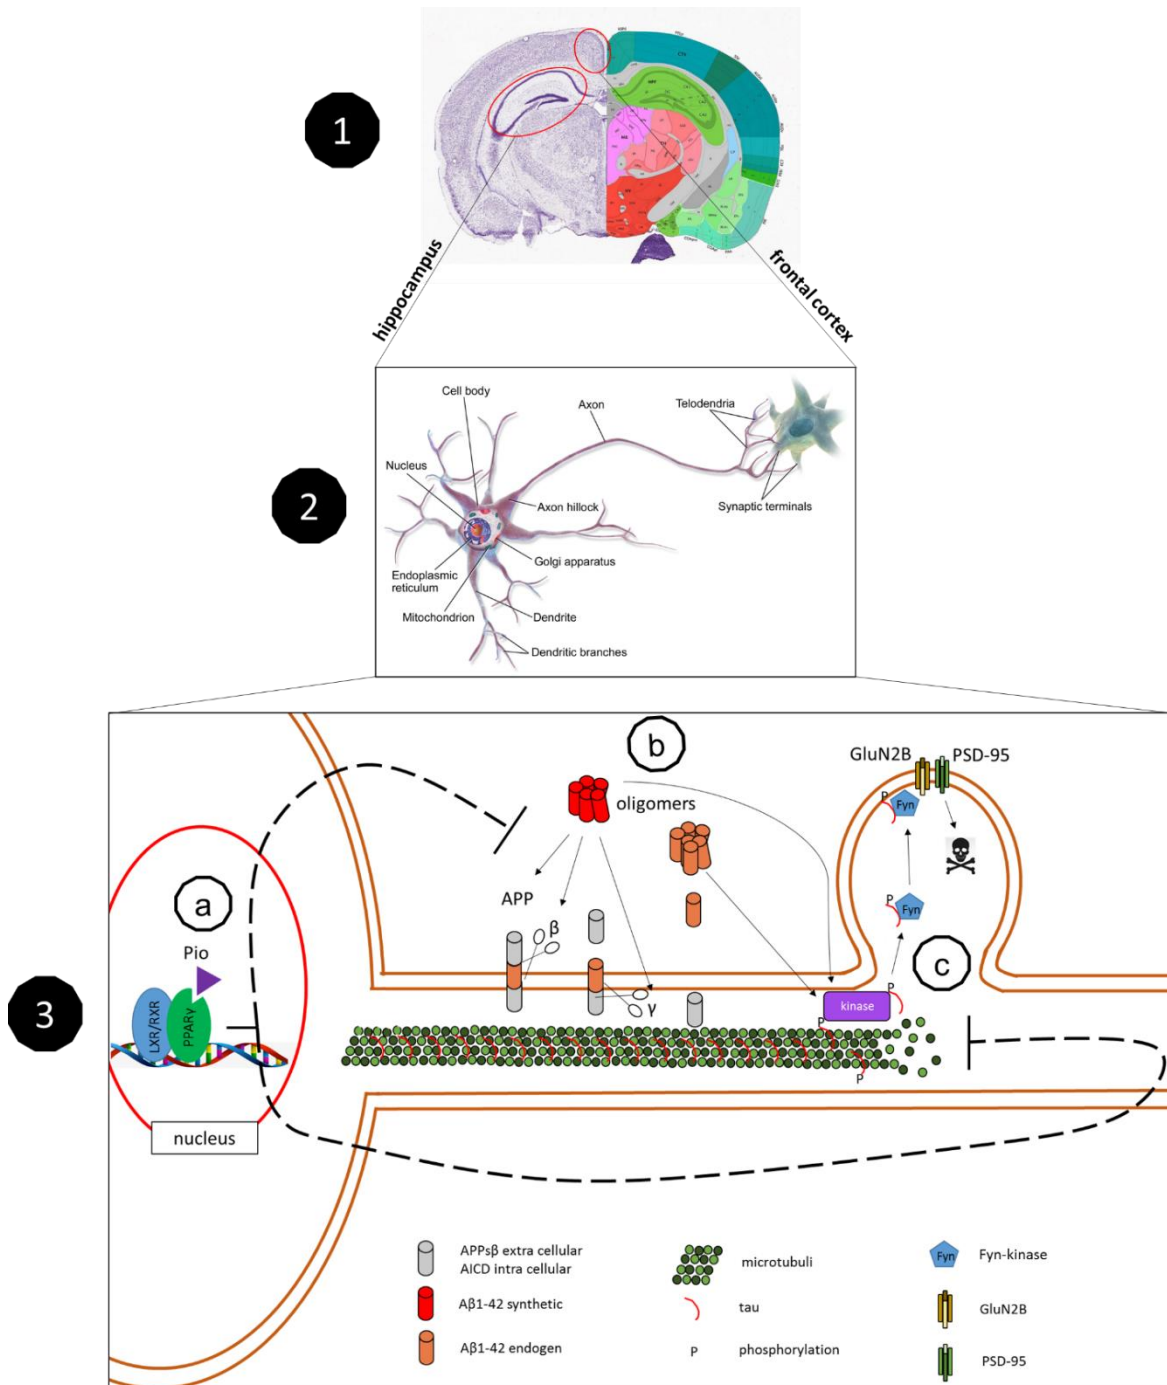 1
hippocampus
frontal cortex
2
Cell body
Axon
Telodendria
Nucleus
Axon hillock
Synaptic terminals
Golgi apparatus
Endoplasmic
reticulum
Mitochondrion
Dendrite
Dendritic branches
3
b
GluN2B
PSD-95
oligomers
P
Fyn
a
Pio
APP
β
P
Fyn
c
LXR/RXR
PPARγ
γ
P
kinase
P
P
nucleus
APPsβ extra cellular
AICD intra cellular
microtubuli
Fyn
Fyn-kinase
Aβ1-42 synthetic
tau
GluN2B
Aβ1-42 endogen
P
phosphorylation
PSD-95